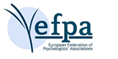 efpa
European Federation of
Psychologists' Associations